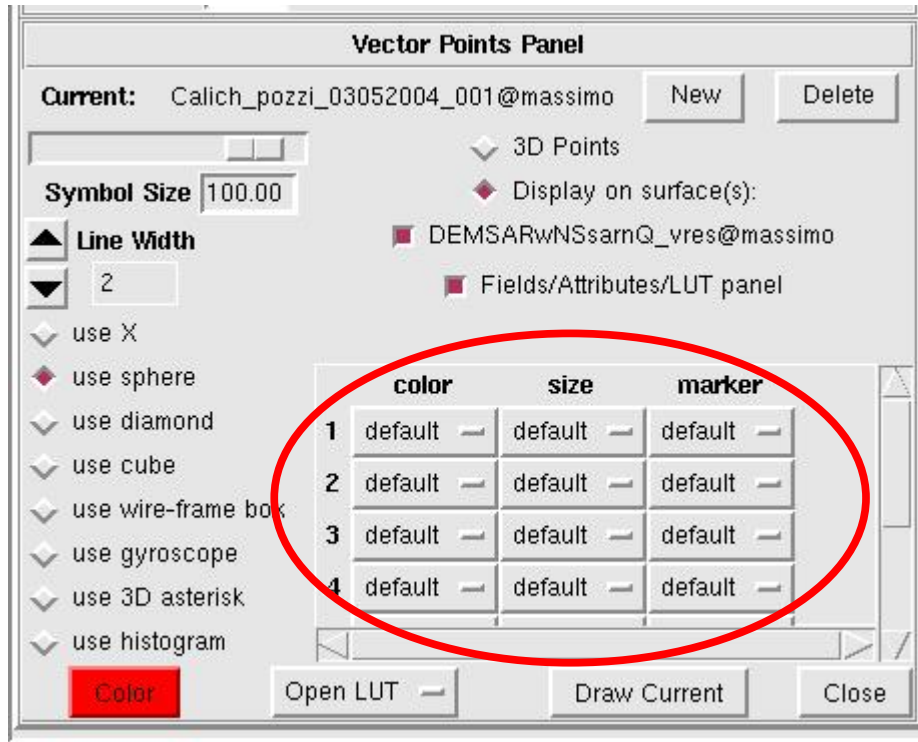 Vector Points Panel
Current: Calich_pozzi_03052004_001@massimo New Delete
3D Points
Symbol Size 100.00
Display on surface(s):
Line Width
DEMSARwNSsarnQ_vres@massimo
2
Fields/Attributes/LUT panel
use X
use sphere
color size marker
use diamond
1 default default default
use cube
2 default default default
use wire-frame box
3 default default default
use gyroscope
4 default default default
use 3D asterisk
use histogram
Color Open LUT Draw Current Close